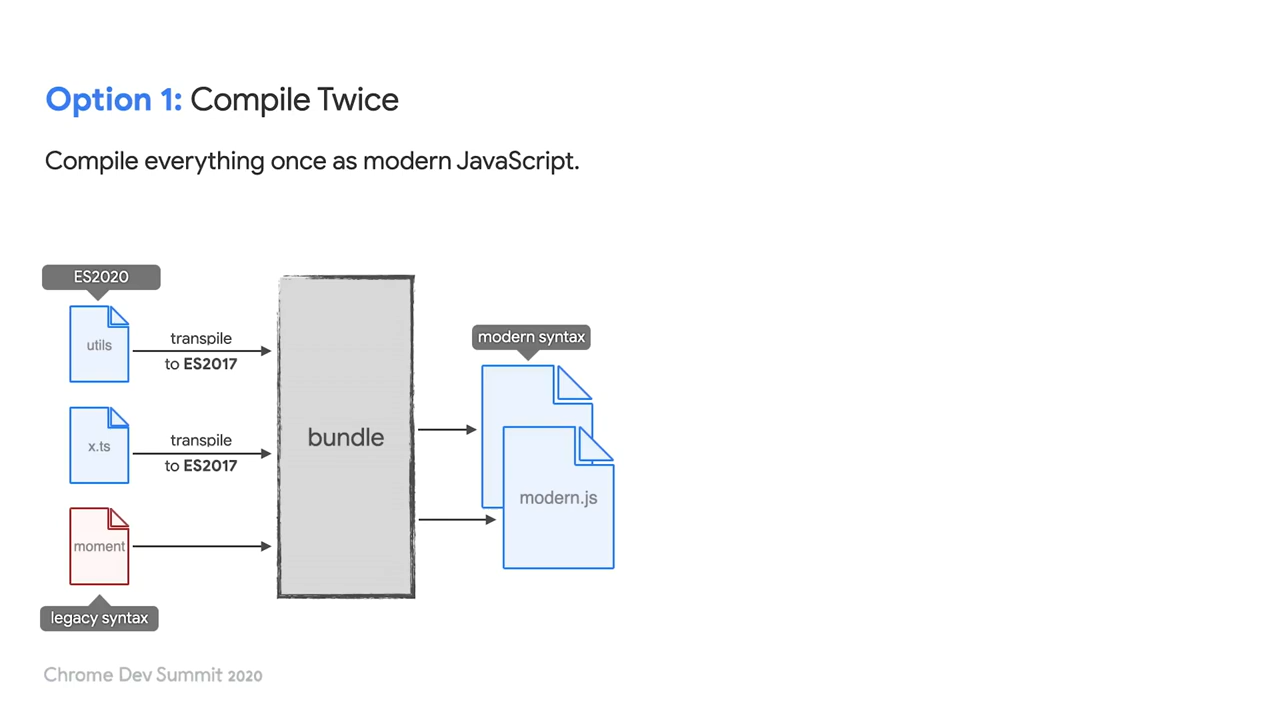 Option 1: Compile Twice
Compile everything once as modern JavaScript.
ES2020
utils
transpile
to ES2017
x.ts
transpile
to ES2017
moment
legacy syntax
bundle
modern syntax
modern.js
Chrome Dev Summit 2020